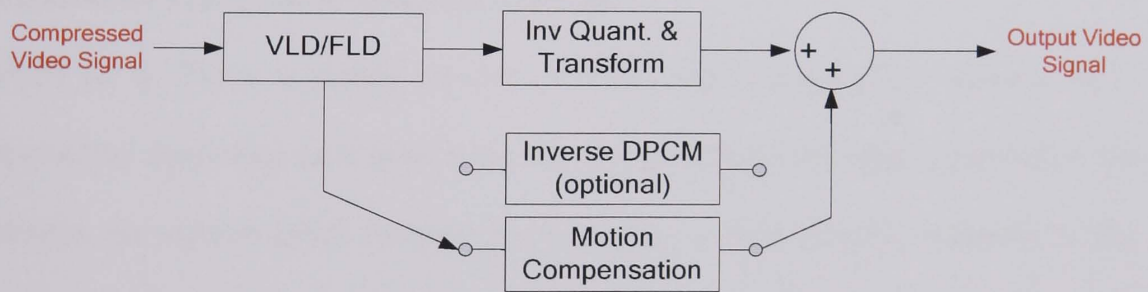 Compressed
Video Signal
VLD/FLD
Inv Quant. &
Transform
+
+
Output Video
Signal
Inverse DPCM
(optional)
Motion
Compensation